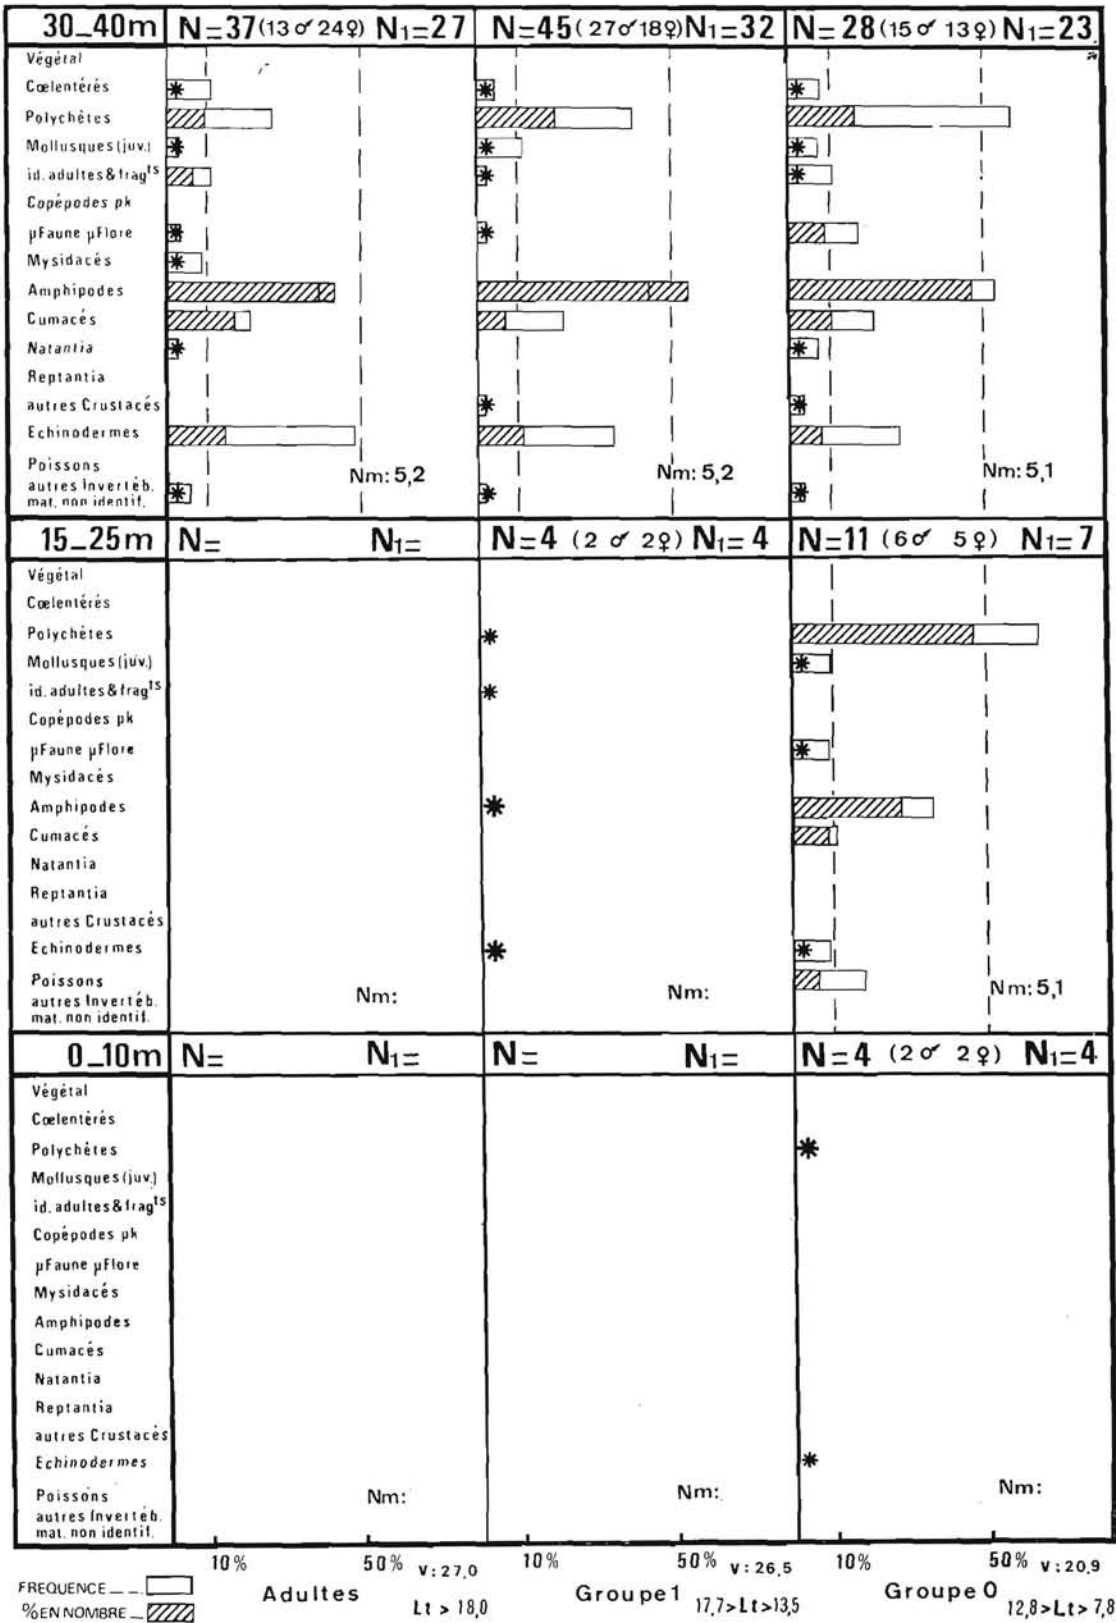 30_40m N=37(13♂ 24♀) N1=27 N=45(27♂18♀)N1=32 N=28(15♂ 13♀) N1=23
Végétal
Cœlentérés
Polychètes
Mollusques(juv.)
id. adultes & fragts
Copépodes pk
µFaune µFlore
Mysidacés
Amphipodes
Cumacés
Natantia
Reptantia
autres Crustacés
Echinodermes
Poissons
autres Invertéb.
mat. non identif.
Nm: 5,2 Nm: 5,2 Nm: 5,1
15_25m N= N1= N=4 (2♂ 2♀) N1=4 N=11 (6♂ 5♀) N1=7
Végétal
Cœlentérés
Polychètes
Mollusques(juv.)
id. adultes & fragts
Copépodes pk
µFaune µFlore
Mysidacés
Amphipodes
Cumacés
Natantia
Reptantia
autres Crustacés
Echinodermes
Poissons
autres Invertéb.
mat. non identif.
Nm: Nm: Nm: 5,1
0_10m N= N1= N= N1= N=4 (2♂ 2♀) N1=4
Végétal
Cœlentérés
Polychètes
Mollusques(juv.)
id. adultes & fragts
Copépodes pk
µFaune µFlore
Mysidacés
Amphipodes
Cumacés
Natantia
Reptantia
autres Crustacés
Echinodermes
Poissons
autres Invertéb.
mat. non identif.
Nm: Nm: Nm:
10% 50% v:27,0 10% 50% v:26,5 10% 50% v:20,9
FREQUENCE
% EN NOMBRE
Adultes Lt > 18,0 Groupe 1 17,7>Lt>13,5 Groupe 0 12,8>Lt>7,8